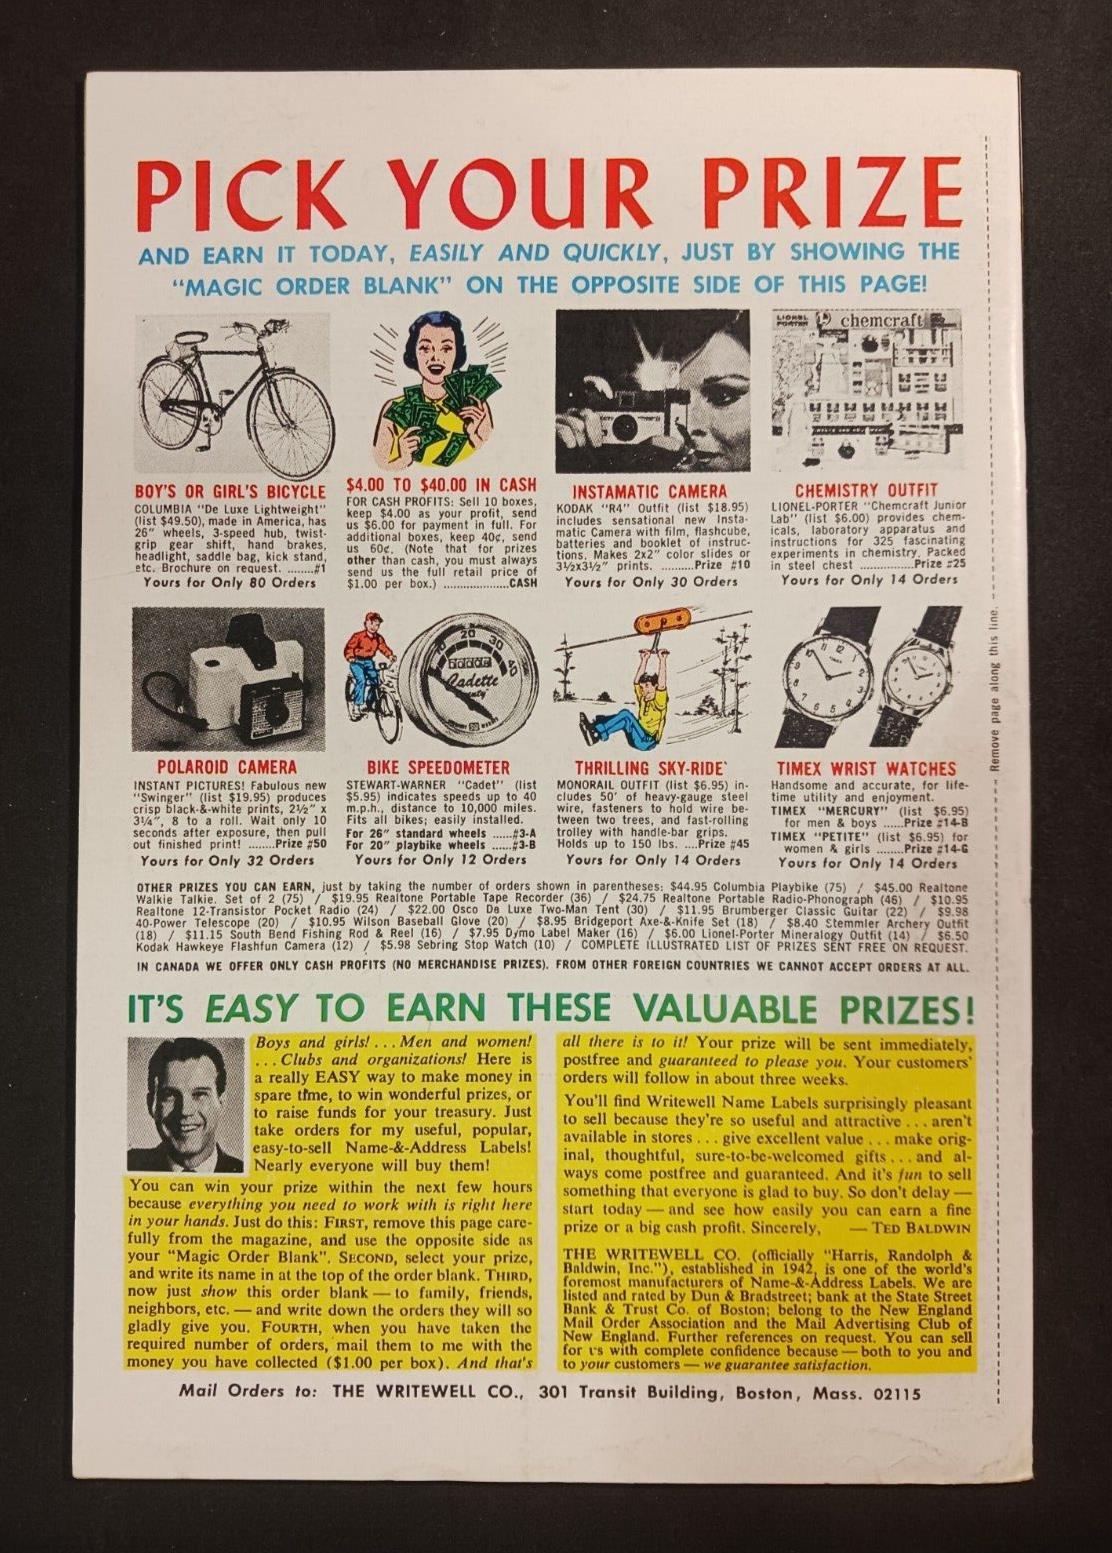 PICK YOUR PRIZE
AND EARN IT TODAY, EASILY AND QUICKLY, JUST BY SHOWING THE
“MAGIC ORDER BLANK” ON THE OPPOSITE SIDE OF THIS PAGE!
LIONEL PORTER chemcraft
BOY'S OR GIRL'S BICYCLE
COLUMBIA “De Luxe Lightweight”
(list $49.50), made in America, has
26” wheels, 3-speed hub, twist-
grip gear shift, hand brakes,
headlight, saddle bag, kick stand,
etc. Brochure on request. .......#1
Yours for Only 80 Orders
$4.00 TO $40.00 IN CASH
FOR CASH PROFITS: Sell 10 boxes,
keep $4.00 as your profit, send
us $6.00 for payment in full. For
additional boxes, keep 40¢, send
us 60¢. (Note that for prizes
other than cash, you must always
send us the full retail price of
$1.00 per box.) ....................CASH
INSTAMATIC CAMERA
KODAK “R4” Outfit (list $18.95)
includes sensational new Insta-
matic Camera with film, flashcube,
batteries and booklet of instruc-
tions. Makes 2x2” color slides or
3½x3½” prints. ..........Prize #10
Yours for Only 30 Orders
CHEMISTRY OUTFIT
LIONEL-PORTER “Chemcraft Junior
Lab” (list $6.00) provides chem-
icals, laboratory apparatus and
instructions for 325 fascinating
experiments in chemistry. Packed
in steel chest ...............Prize #25
Yours for Only 14 Orders
10 20 30 40
Cadette
POLAROID CAMERA
INSTANT PICTURES! Fabulous new
“Swinger” (list $19.95) produces
crisp black-&-white prints, 2½” x
3¼”, 8 to a roll. Wait only 10
seconds after exposure, then pull
out finished print! ........Prize #50
Yours for Only 32 Orders
BIKE SPEEDOMETER
STEWART-WARNER “Cadet” (list
$5.95) indicates speeds up to 40
m.p.h., distance to 10,000 miles.
Fits all bikes; easily installed.
For 26” standard wheels ......#3-A
For 20” playbike wheels ......#3-B
Yours for Only 12 Orders
THRILLING SKY-RIDE
MONORAIL OUTFIT (list $6.95) in-
cludes 50' of heavy-gauge steel
wire, fasteners to hold wire be-
tween two trees, and fast-rolling
trolley with handle-bar grips.
Holds up to 150 lbs. ....Prize #45
Yours for Only 14 Orders
TIMEX WRIST WATCHES
Handsome and accurate, for life-
time utility and enjoyment.
TIMEX “MERCURY” (list $6.95)
for men & boys ......Prize #14-B
TIMEX “PETITE” (list $6.95) for
women & girls ........Prize #14-G
Yours for Only 14 Orders
OTHER PRIZES YOU CAN EARN, just by taking the number of orders shown in parentheses: $44.95 Columbia Playbike (75) / $45.00 Realtone
Walkie Talkie. Set of 2 (75) / $19.95 Realtone Portable Tape Recorder (36) / $24.75 Realtone Portable Radio-Phonograph (46) / $10.95
Realtone 12-Transistor Pocket Radio (24) / $22.00 Osco De Luxe Two-Man Tent (30) / $11.95 Brumberger Classic Guitar (22) / $9.98
40-Power Telescope (20) / $10.95 Wilson Baseball Glove (20) / $8.95 Bridgeport Axe-&-Knife Set (18) / $8.40 Stemmler Archery Outfit
(18) / $11.15 South Bend Fishing Rod & Reel (16) / $7.95 Dymo Label Maker (16) / $6.00 Lionel-Porter Mineralogy Outfit (14) / $6.50
Kodak Hawkeye Flashfun Camera (12) / $5.98 Sebring Stop Watch (10) / COMPLETE ILLUSTRATED LIST OF PRIZES SENT FREE ON REQUEST.
IN CANADA WE OFFER ONLY CASH PROFITS (NO MERCHANDISE PRIZES). FROM OTHER FOREIGN COUNTRIES WE CANNOT ACCEPT ORDERS AT ALL.
IT'S EASY TO EARN THESE VALUABLE PRIZES!
Boys and girls! . . . Men and women!
. . . Clubs and organizations! Here is
a really EASY way to make money in
spare time, to win wonderful prizes, or
to raise funds for your treasury. Just
take orders for my useful, popular,
easy-to-sell Name-&-Address Labels!
Nearly everyone will buy them!
You can win your prize within the next few hours
because everything you need to work with is right here
in your hands. Just do this: FIRST, remove this page care-
fully from the magazine, and use the opposite side as
your “Magic Order Blank”. SECOND, select your prize,
and write its name in at the top of the order blank. THIRD,
now just show this order blank — to family, friends,
neighbors, etc. — and write down the orders they will so
gladly give you. FOURTH, when you have taken the
required number of orders, mail them to me with the
money you have collected ($1.00 per box). And that's
all there is to it! Your prize will be sent immediately,
postfree and guaranteed to please you. Your customers'
orders will follow in about three weeks.
You'll find Writewell Name Labels surprisingly pleasant
to sell because they're so useful and attractive . . . aren't
available in stores . . . give excellent value . . . make orig-
inal, thoughtful, sure-to-be-welcomed gifts . . . and al-
ways come postfree and guaranteed. And it's fun to sell
something that everyone is glad to buy. So don't delay —
start today — and see how easily you can earn a fine
prize or a big cash profit. Sincerely, — TED BALDWIN
THE WRITEWELL CO. (officially “Harris, Randolph &
Baldwin, Inc.”), established in 1942, is one of the world's
foremost manufacturers of Name-&-Address Labels. We are
listed and rated by Dun & Bradstreet; bank at the State Street
Bank & Trust Co. of Boston; belong to the New England
Mail Order Association and the Mail Advertising Club of
New England. Further references on request. You can sell
for us with complete confidence because — both to you and
to your customers — we guarantee satisfaction.
Mail Orders to: THE WRITEWELL CO., 301 Transit Building, Boston, Mass. 02115
Remove page along this line.